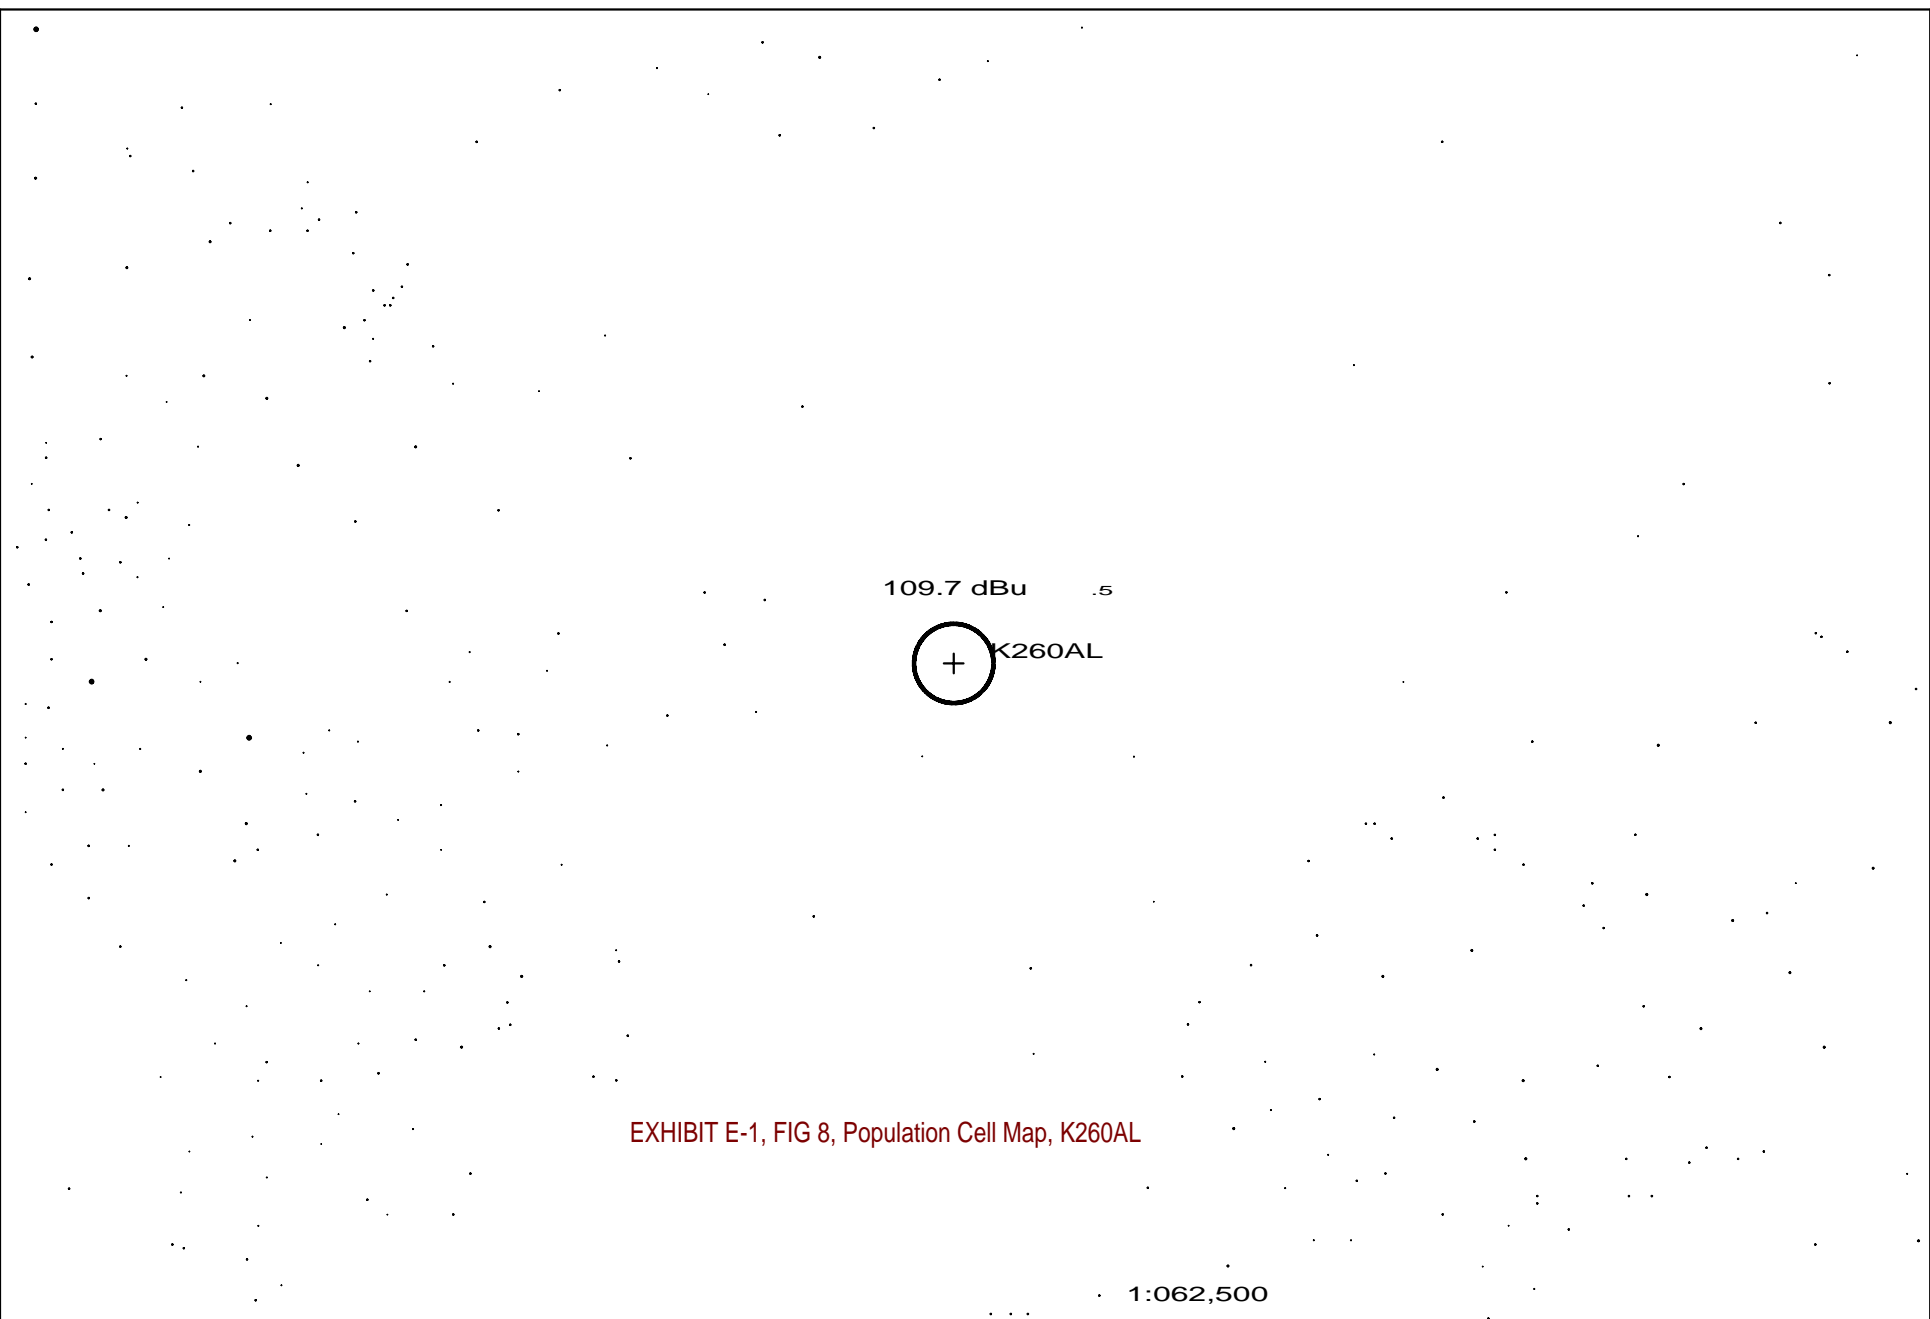 109.7 dBu .5
K260AL
EXHIBIT E-1, FIG 8, Population Cell Map, K260AL
1:062,500